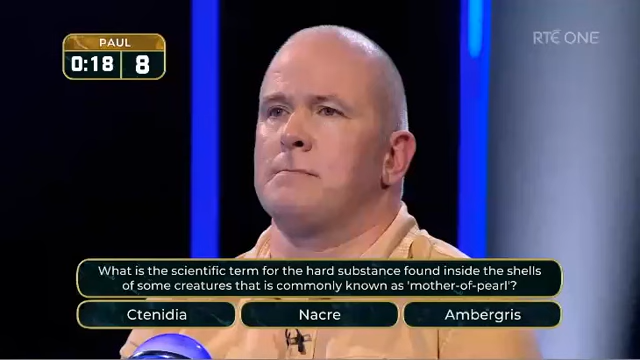 PAUL
0:18 8
RTÉ ONE
What is the scientific term for the hard substance found inside the shells
of some creatures that is commonly known as 'mother-of-pearl'?
Ctenidia
Nacre
Ambergris